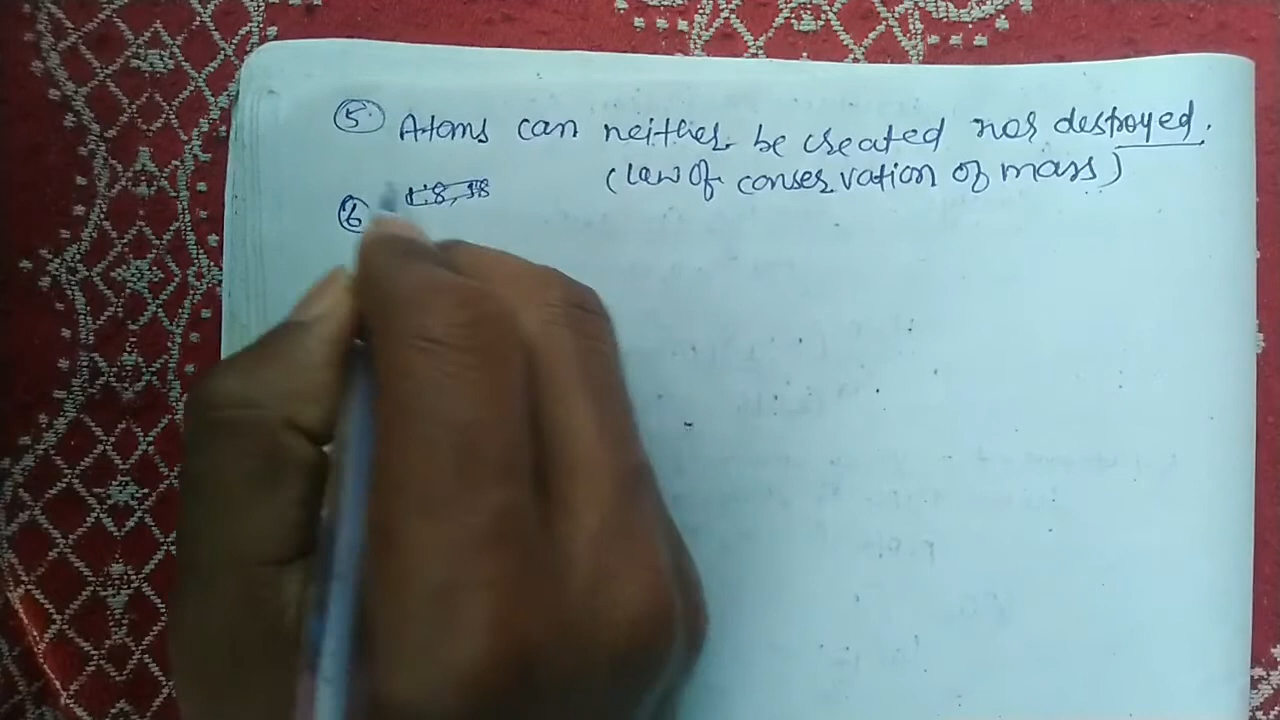 5. Atoms can neither be created nor destroyed.
(law of conservation of mass)
6